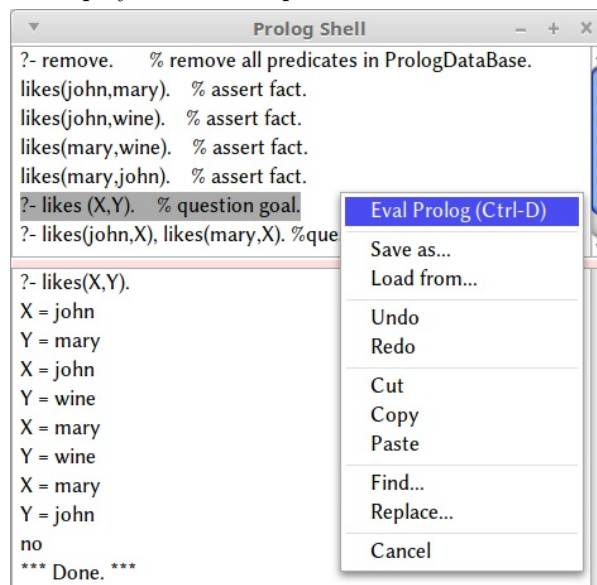 Prolog Shell
?- remove.     % remove all predicates in PrologDataBase.
likes(john,mary).   % assert fact.
likes(john,wine).   % assert fact.
likes(mary,wine).   % assert fact.
likes(mary,john).   % assert fact.
?- likes (X,Y).   % question goal.
?- likes(john,X), likes(mary,X). %que
Eval Prolog (Ctrl-D)
Save as...
Load from...
Undo
Redo
Cut
Copy
Paste
Find...
Replace...
Cancel
?- likes(X,Y).
X = john
Y = mary
X = john
Y = wine
X = mary
Y = wine
X = mary
Y = john
no
*** Done. ***